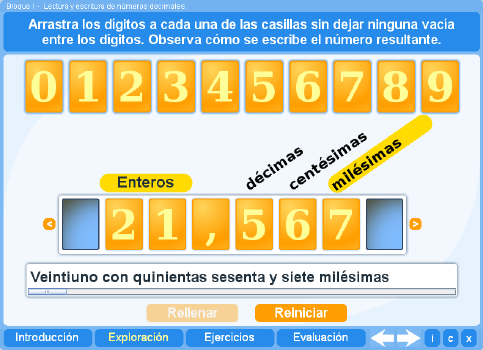 Bloque I - Lectura y escritura de números decimales.
Arrastra los dígitos a cada una de las casillas sin dejar ninguna vacía
entre los dígitos. Observa cómo se escribe el número resultante.
0 1 2 3 4 5 6 7 8 9
Enteros décimas centésimas milésimas
2 1 , 5 6 7
Veintiuno con quinientas sesenta y siete milésimas
Rellenar Reiniciar
Introducción Exploración Ejercicios Evaluación i c x